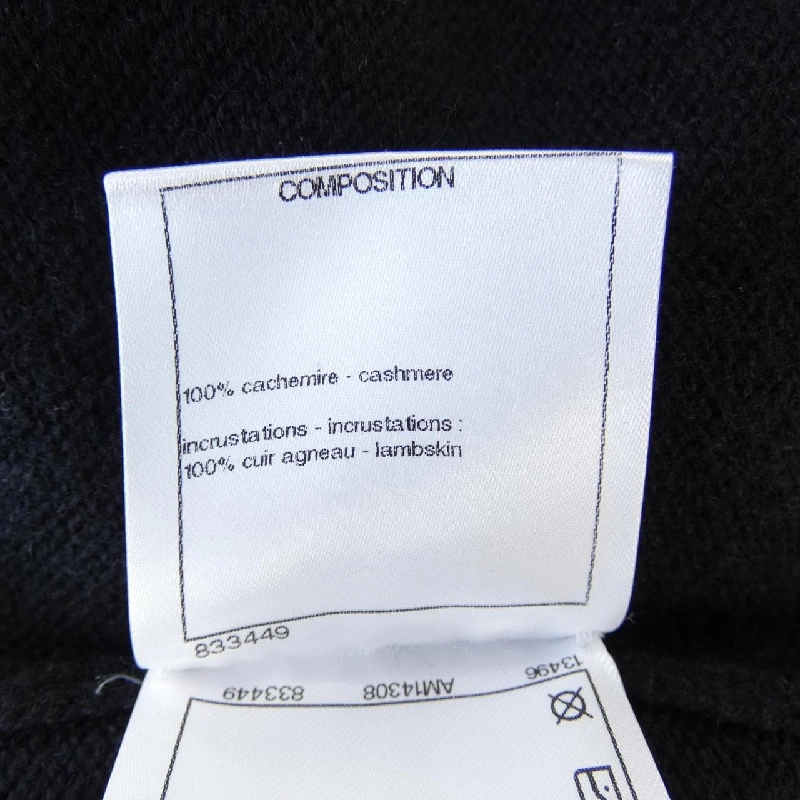 COMPOSITION
100% cachemire - cashmere
incrustations - incrustations :
100% cuir agneau - lambskin
833449
833449 AM14308 13496